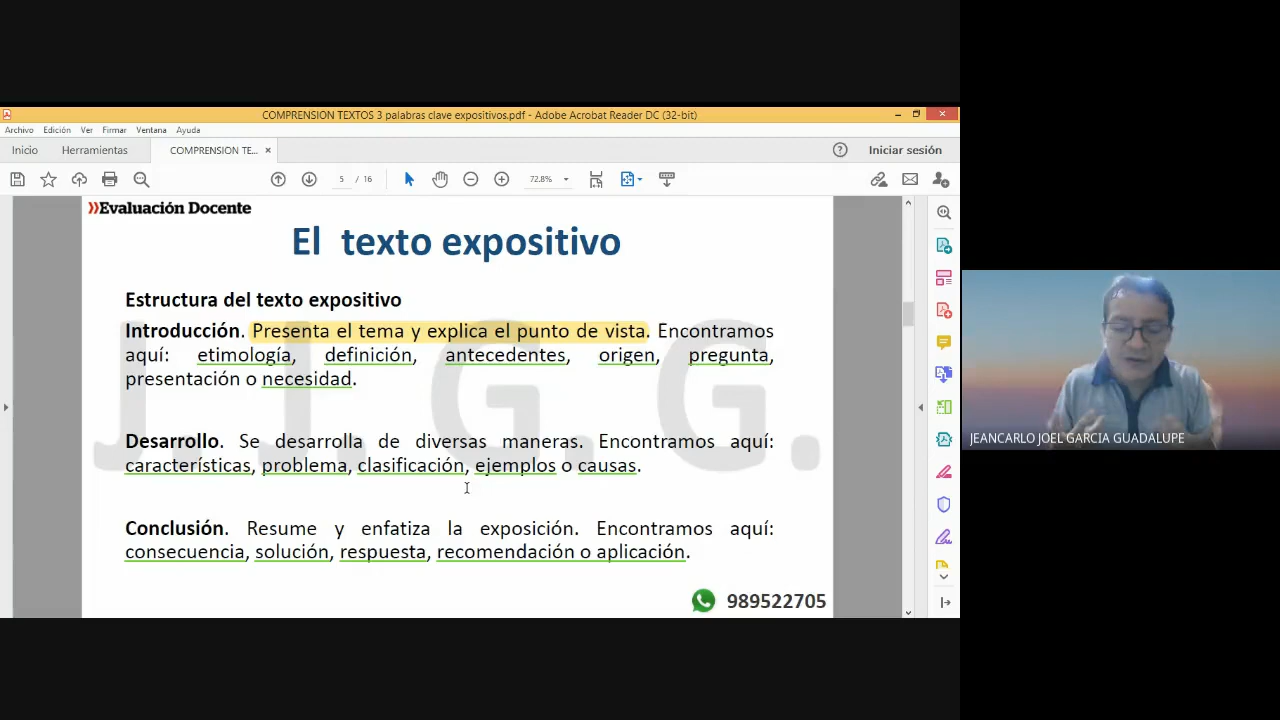 COMPRENSION TEXTOS 3 palabras clave expositivos.pdf - Adobe Acrobat Reader DC (32-bit)
Archivo Edición Ver Firmar Ventana Ayuda
Inicio Herramientas COMPRENSION TE... × Iniciar sesión
5 / 16 72.8%
»Evaluación Docente
El texto expositivo
Estructura del texto expositivo
Introducción. Presenta el tema y explica el punto de vista. Encontramos
aquí: etimología, definición, antecedentes, origen, pregunta,
presentación o necesidad.
J. J. G. G.
Desarrollo. Se desarrolla de diversas maneras. Encontramos aquí:
características, problema, clasificación, ejemplos o causas.
Conclusión. Resume y enfatiza la exposición. Encontramos aquí:
consecuencia, solución, respuesta, recomendación o aplicación.
989522705
JEANCARLO JOEL GARCIA GUADALUPE